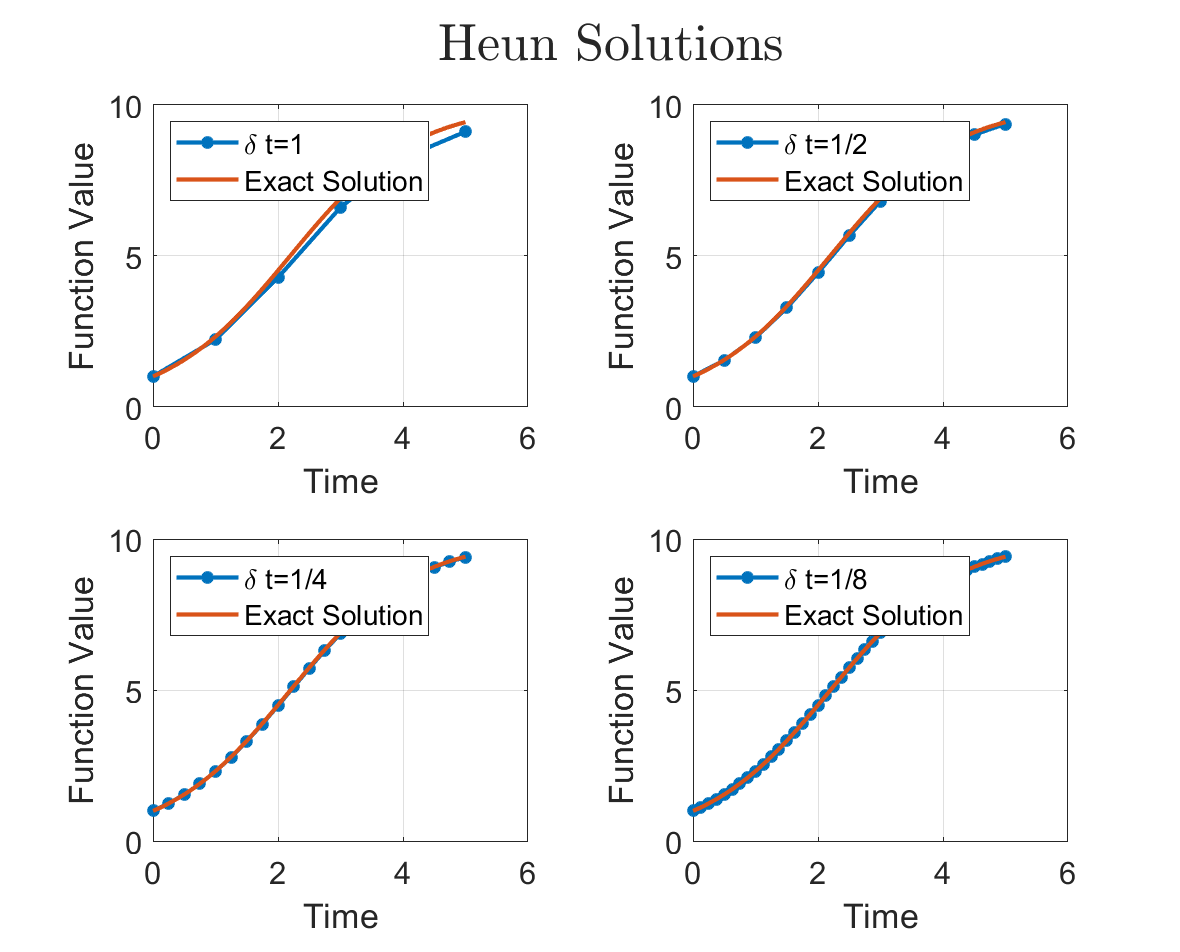 Heun Solutions
10
5
0
Function Value
δ t=1
Exact Solution
0 2 4 6
Time
10
5
0
Function Value
δ t=1/2
Exact Solution
0 2 4 6
Time
10
5
0
Function Value
δ t=1/4
Exact Solution
0 2 4 6
Time
10
5
0
Function Value
δ t=1/8
Exact Solution
0 2 4 6
Time